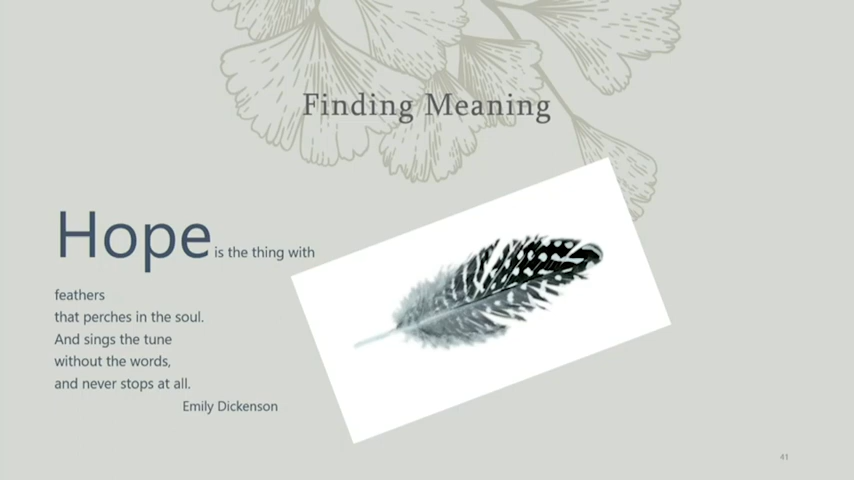 Finding Meaning
Hope is the thing with
feathers
that perches in the soul.
And sings the tune
without the words,
and never stops at all.
Emily Dickenson
41